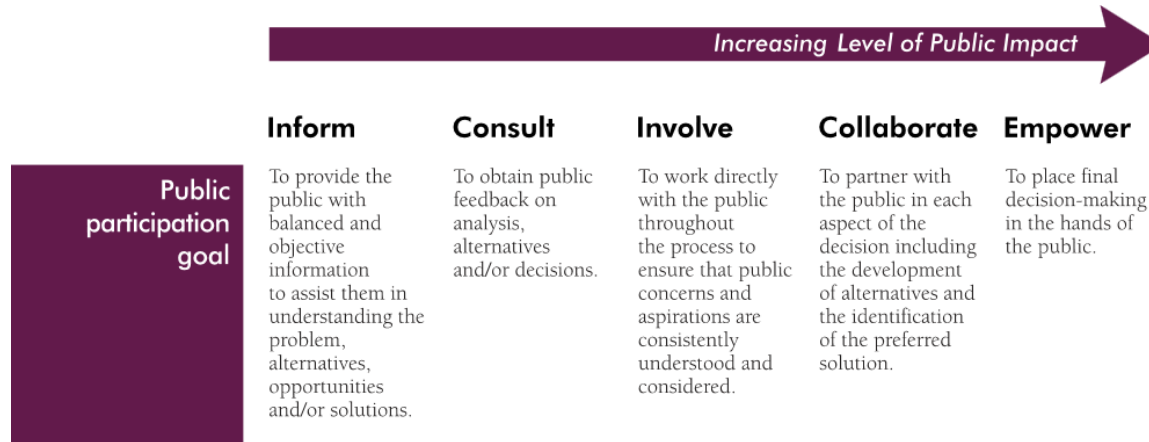 Increasing Level of Public Impact
Inform
Consult
Involve
Collaborate
Empower
Public
participation
goal
To provide the
public with
balanced and
objective
information
to assist them in
understanding the
problem,
alternatives,
opportunities
and/or solutions.
To obtain public
feedback on
analysis,
alternatives
and/or decisions.
To work directly
with the public
throughout
the process to
ensure that public
concerns and
aspirations are
consistently
understood and
considered.
To partner with
the public in each
aspect of the
decision including
the development
of alternatives and
the identification
of the preferred
solution.
To place final
decision-making
in the hands of
the public.